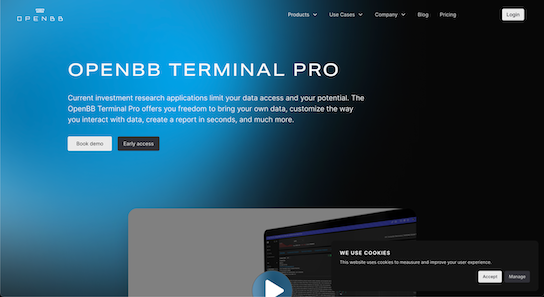 OPENBB
Products
Use Cases
Company
Blog
Pricing
Login
OPENBB TERMINAL PRO
Current investment research applications limit your data access and your potential. The
OpenBB Terminal Pro offers you freedom to bring your own data, customize the way
you interact with data, create a report in seconds, and much more.
Book demo
Early access
WE USE COOKIES
This website uses cookies to meausure and improve your user experience.
Accept
Manage